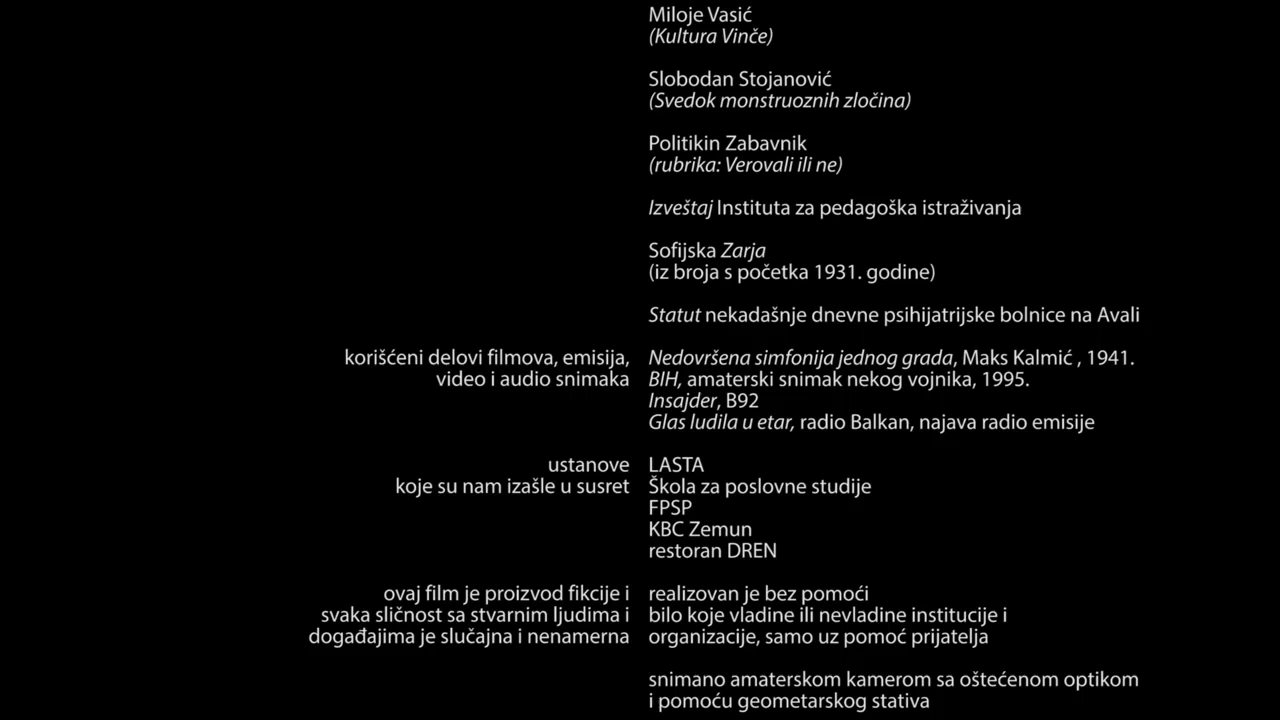 Miloje Vasić
(Kultura Vinče)
Slobodan Stojanović
(Svedok monstruoznih zločina)
Politikin Zabavnik
(rubrika: Verovali ili ne)
Izveštaj Instituta za pedagoška istraživanja
Sofijska Zarja
(iz broja s početka 1931. godine)
Statut nekadašnje dnevne psihijatrijske bolnice na Avali
korišćeni delovi filmova, emisija,
video i audio snimaka
Nedovršena simfonija jednog grada, Maks Kalmić , 1941.
BIH, amaterski snimak nekog vojnika, 1995.
Insajder, B92
Glas ludila u etar, radio Balkan, najava radio emisije
ustanove
koje su nam izašle u susret
LASTA
Škola za poslovne studije
FPSP
KBC Zemun
restoran DREN
ovaj film je proizvod fikcije i
svaka sličnost sa stvarnim ljudima i
događajima je slučajna i nenamerna
realizovan je bez pomoći
bilo koje vladine ili nevladine institucije i
organizacije, samo uz pomoć prijatelja
snimano amaterskom kamerom sa oštećenom optikom
i pomoću geometarskog stativa